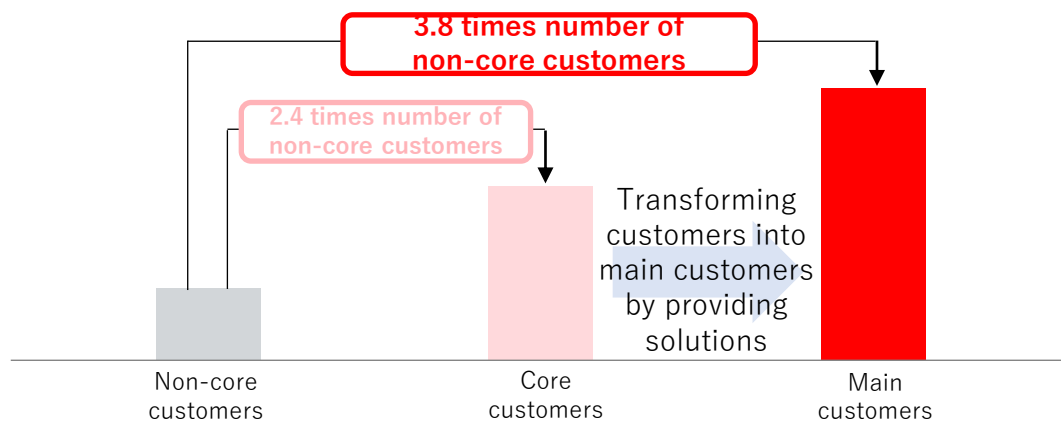 3.8 times number of
non-core customers
2.4 times number of
non-core customers
Transforming
customers into
main customers
by providing
solutions
Non-core
customers
Core
customers
Main
customers